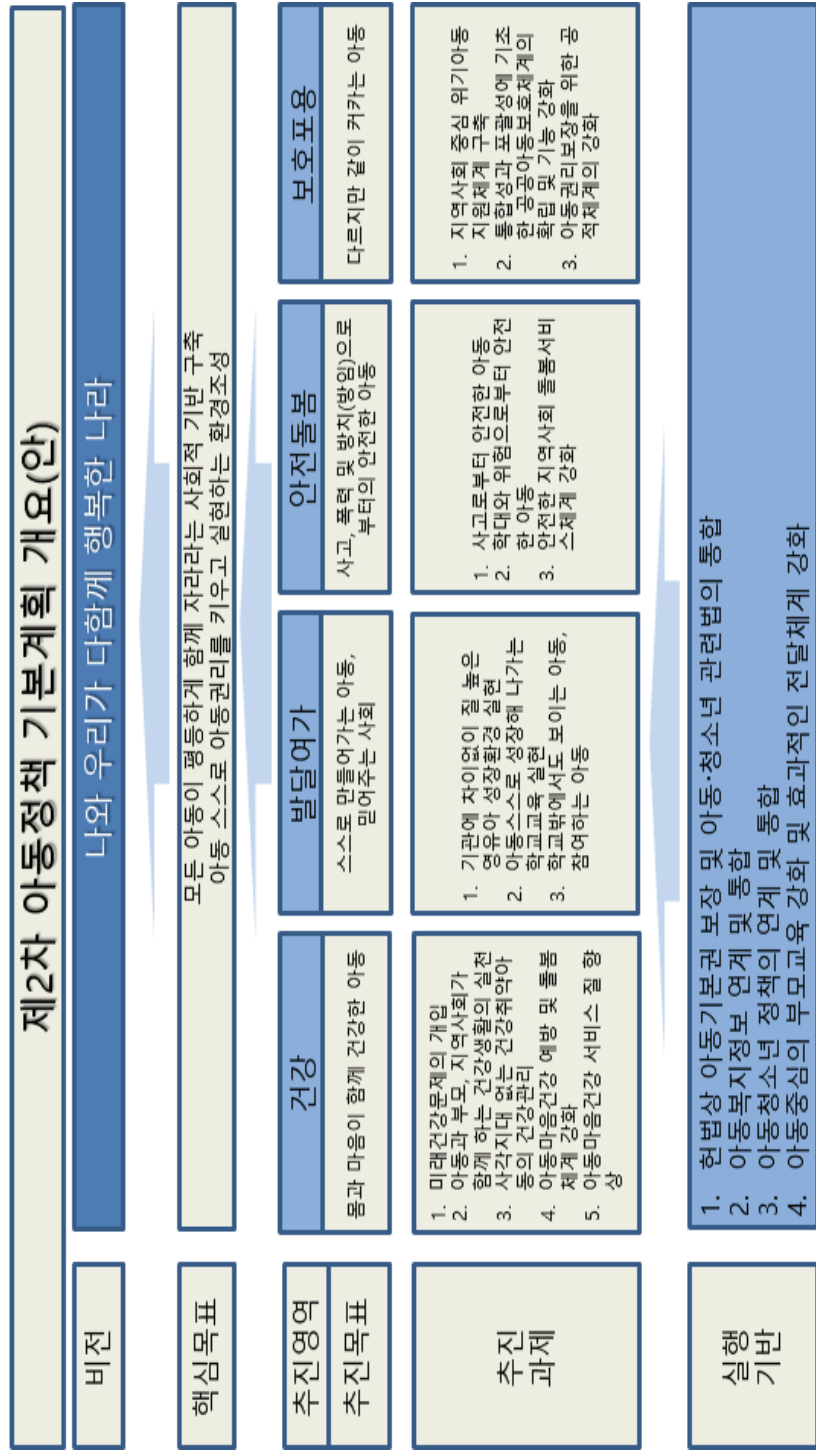 제2차 아동정책 기본계획 개요(안)
비전
나와 우리가 다함께 행복한 나라
핵심목표
모든 아동이 평등하게 함께 자라라는 사회적 기반 구축
아동 스스로 아동권리를 키우고 실현하는 환경조성
추진영역
건강
발달여가
안전돌봄
보호포용
추진목표
몸과 마음이 함께 건강한 아동
스스로 만들어가는 아동,
믿어주는 사회
사고, 폭력 및 방치(방임)으로
부터의 안전한 아동
다르지만 같이 커카는 아동
추진
과제
1. 미래건강문제의 개입
2. 아동과 부모, 지역사회가
함께 하는 건강생활의 실천
3. 사각지대 없는 건강취약아
동의 건강관리
4. 아동마음건강 예방 및 돌봄
체계 강화
5. 아동마음건강 서비스 질 향
상
1. 기관에 차이없이 질 높은
영유아 성장환경 실현
2. 아동스스로 성장해 나가는
학교교육 실현
3. 학교밖에서도 보이는 아동,
참여하는 아동
1. 사고로부터 안전한 아동
2. 학대와 위험으로부터 안전
한 아동
3. 안전한 지역사회 돌봄서비
스체계 강화
1. 지역사회 중심 위기아동
지원체계 구축
2. 통합성과 포괄성에 기초
한 공공아동보호체계의
확립 및 기능 강화
3. 아동권리보장을 위한 공
적체계의 강화
실행
기반
1. 헌법상 아동기본권 보장 및 아동·청소년 관련법의 통합
2. 아동복지정보 연계 및 통합
3. 아동청소년 정책의 연계 및 통합
4. 아동중심의 부모교육 강화 및 효과적인 전달체계 강화